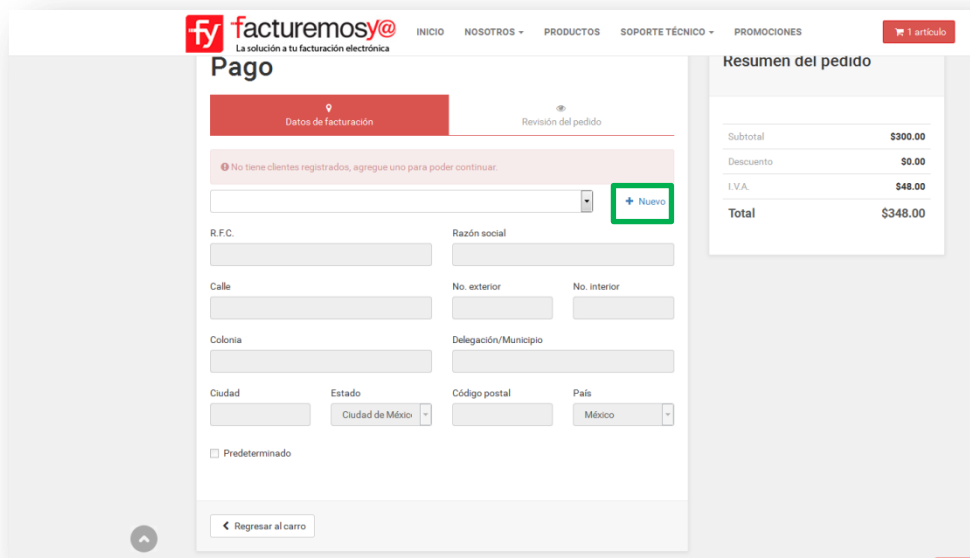 fy facturemosy@
La solución a tu facturación electrónica
INICIO NOSOTROS PRODUCTOS SOPORTE TÉCNICO PROMOCIONES 1 artículo
Pago
Datos de facturación
Revisión del pedido
No tiene clientes registrados, agregue uno para poder continuar.
+ Nuevo
R.F.C. Razón social
Calle No. exterior No. interior
Colonia Delegación/Municipio
Ciudad Estado Código postal País
Ciudad de Méxic México
Predeterminado
Regresar al carro
Resumen del pedido
Subtotal $300.00
Descuento $0.00
I.V.A. $48.00
Total $348.00